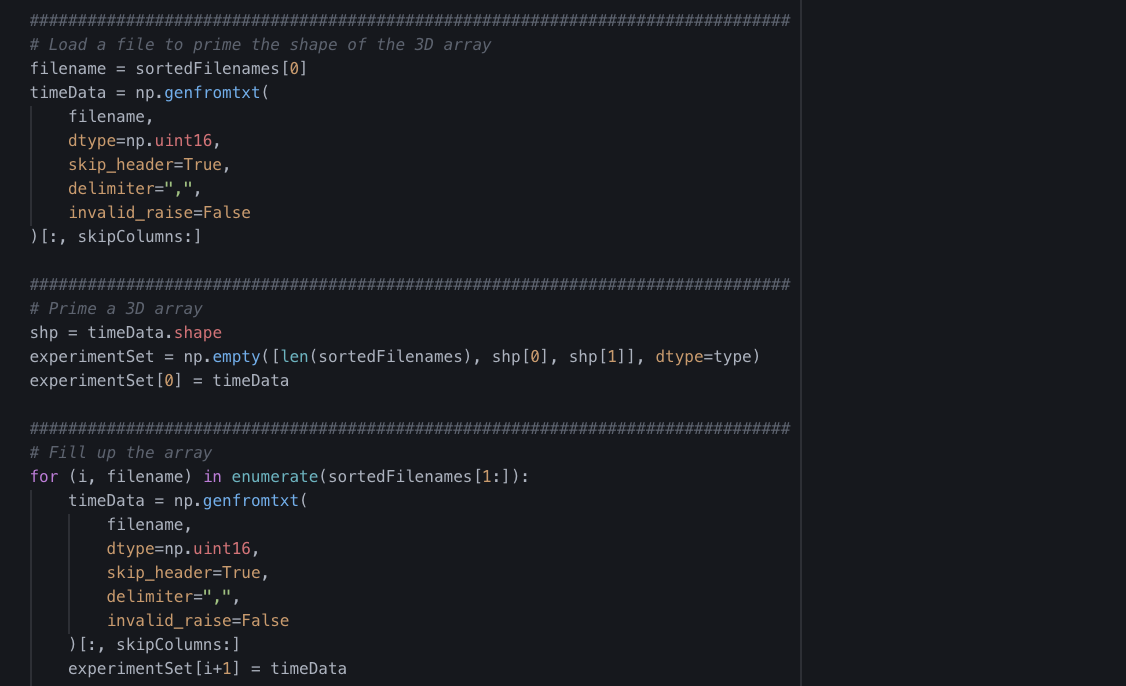 ###############################################################################
# Load a file to prime the shape of the 3D array
filename = sortedFilenames[0]
timeData = np.genfromtxt(
    filename,
    dtype=np.uint16,
    skip_header=True,
    delimiter=",",
    invalid_raise=False
)[:, skipColumns:]

###############################################################################
# Prime a 3D array
shp = timeData.shape
experimentSet = np.empty([len(sortedFilenames), shp[0], shp[1]], dtype=type)
experimentSet[0] = timeData

###############################################################################
# Fill up the array
for (i, filename) in enumerate(sortedFilenames[1:]):
    timeData = np.genfromtxt(
        filename,
        dtype=np.uint16,
        skip_header=True,
        delimiter=",",
        invalid_raise=False
    )[:, skipColumns:]
    experimentSet[i+1] = timeData